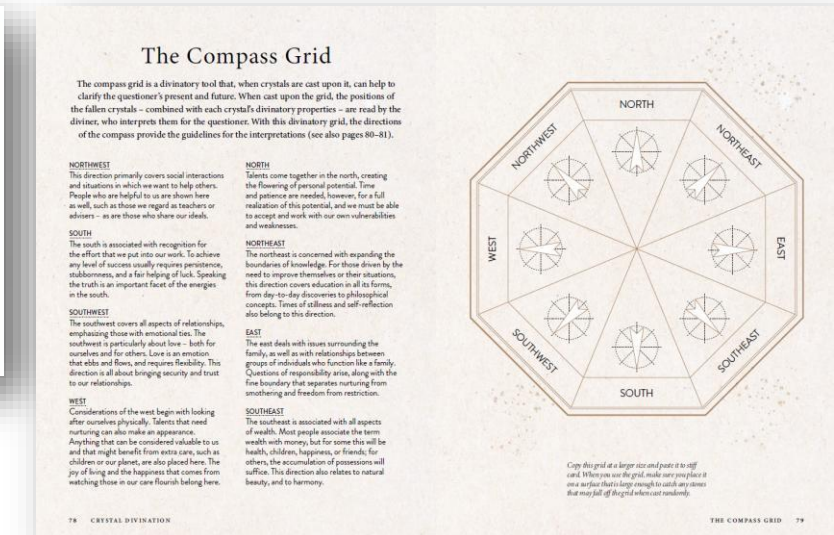 The Compass Grid
The compass grid is a divinatory tool that, when crystals are cast upon it, can help to
clarify the questioner's present and future. When cast upon the grid, the positions of
the fallen crystals – combined with each crystal's divinatory properties – are read by the
diviner, who interprets them for the questioner. With this divinatory grid, the directions
of the compass provide the guidelines for the interpretations (see also pages 80–81).
NORTHWEST
This direction primarily covers social interactions
and situations in which we want to help others.
People who are helpful to us are shown here
as well, such as those we regard as teachers or
advisers – as are those who share our ideals.
SOUTH
The south is associated with recognition for
the effort that we put into our work. To achieve
any level of success usually requires persistence,
stubbornness, and a fair helping of luck. Speaking
the truth is an important facet of the energies
in the south.
SOUTHWEST
The southwest covers all aspects of relationships,
emphasizing those with emotional ties. The
southwest is particularly about love – both for
ourselves and for others. Love is an emotion
that ebbs and flows, and requires flexibility. This
direction is all about bringing security and trust
to our relationships.
WEST
Considerations of the west begin with looking
after ourselves physically. Talents that need
nurturing can also make an appearance.
Anything that can be considered valuable to us
and that might benefit from extra care, such as
children or our planet, are also placed here. The
joy of living and the happiness that comes from
watching those in our care flourish belong here.
NORTH
Talents come together in the north, creating
the flowering of personal potential. Time
and patience are needed, however, for a full
realization of this potential, and we must be able
to accept and work with our own vulnerabilities
and weaknesses.
NORTHEAST
The northeast is concerned with expanding the
boundaries of knowledge. For those driven by the
need to improve themselves or their situations,
this direction covers education in all its forms,
from day-to-day discoveries to philosophical
concepts. Times of stillness and self-reflection
also belong to this direction.
EAST
The east deals with issues surrounding the
family, as well as with relationships between
groups of individuals who function like a family.
Questions of responsibility arise, along with the
fine boundary that separates nurturing from
smothering and freedom from restriction.
SOUTHEAST
The southeast is associated with all aspects
of wealth. Most people associate the term
wealth with money, but for some this will be
health, children, happiness, or friends; for
others, the accumulation of possessions will
suffice. This direction also relates to natural
beauty, and to harmony.
78 CRYSTAL DIVINATION
NORTH
NORTHWEST
NORTHEAST
WEST
EAST
SOUTHWEST
SOUTHEAST
SOUTH
Copy this grid at a larger size and paste it to stiff
card. When you use the grid, make sure you place it
on a surface that is large enough to catch any stones
that may fall off the grid when cast randomly.
THE COMPASS GRID 79